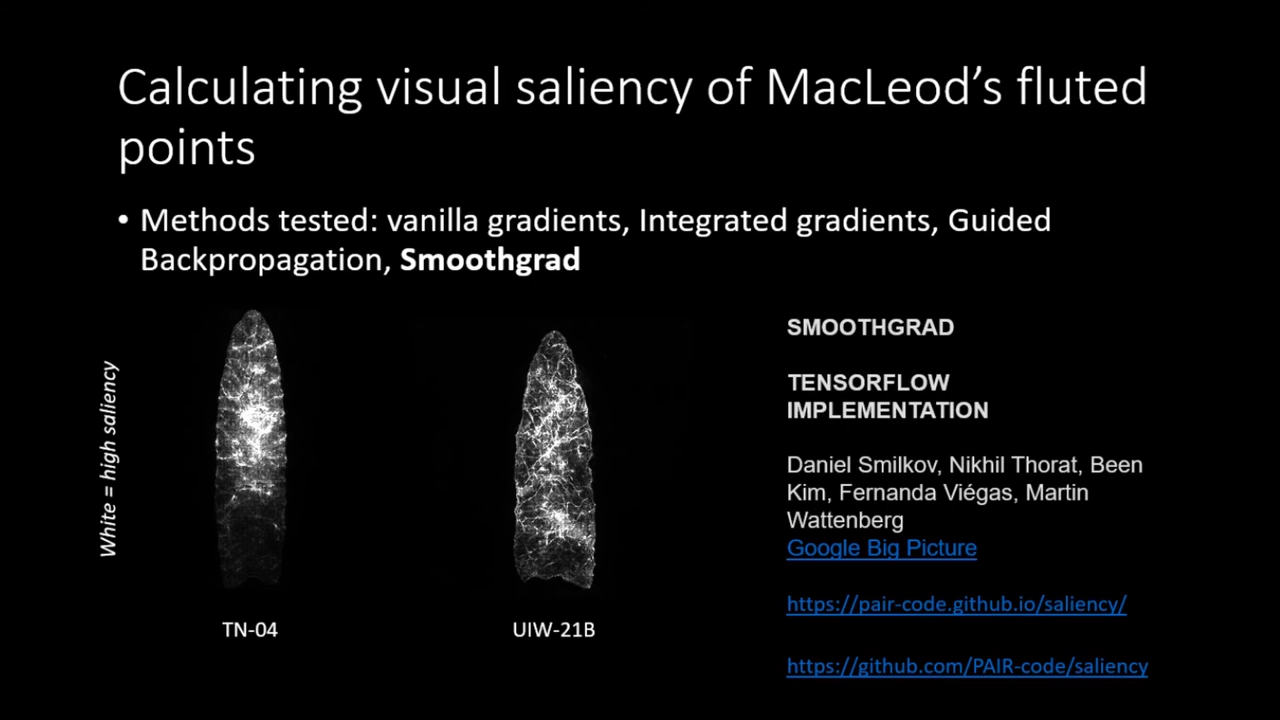 Calculating visual saliency of MacLeod’s fluted
points
• Methods tested: vanilla gradients, Integrated gradients, Guided
Backpropagation, Smoothgrad
White = high saliency
TN-04
UIW-21B
SMOOTHGRAD
TENSORFLOW
IMPLEMENTATION
Daniel Smilkov, Nikhil Thorat, Been
Kim, Fernanda Viégas, Martin
Wattenberg
Google Big Picture
https://pair-code.github.io/saliency/
https://github.com/PAIR-code/saliency